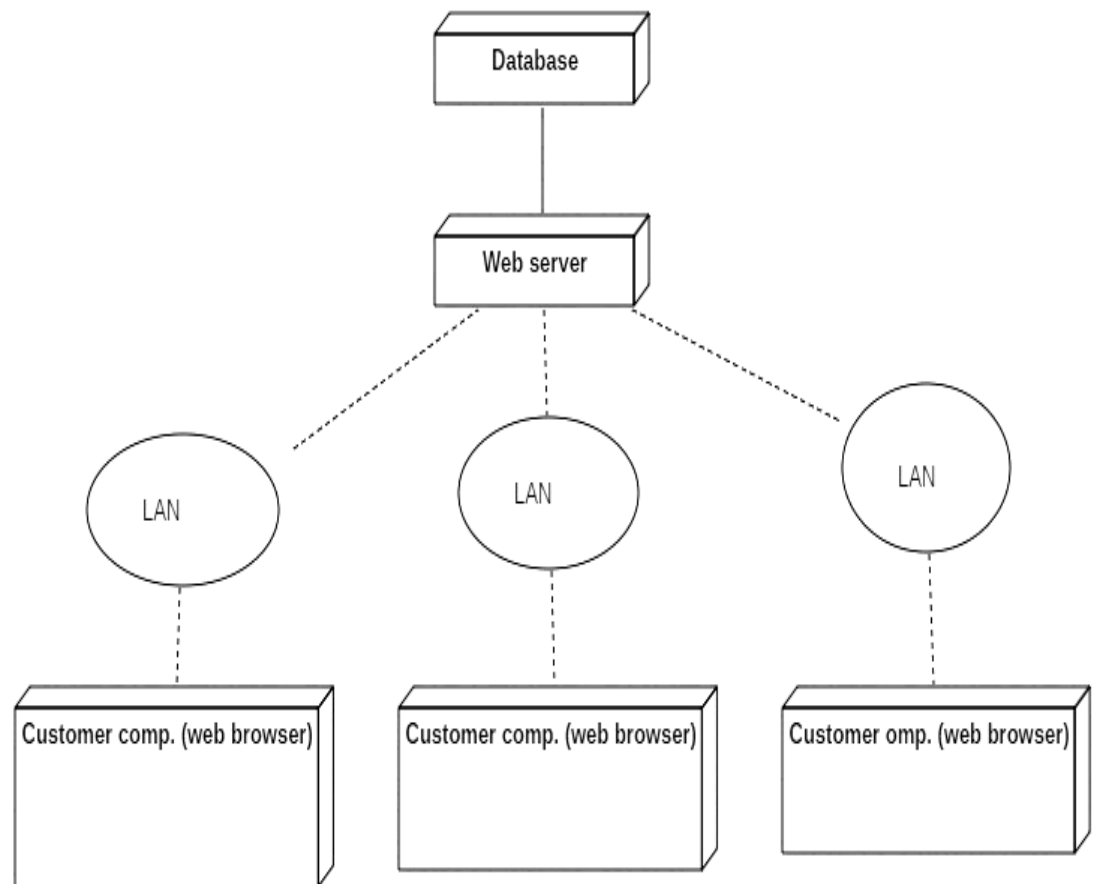 Database
Web server
LAN
LAN
LAN
Customer comp. (web browser)
Customer comp. (web browser)
Customer omp. (web browser)